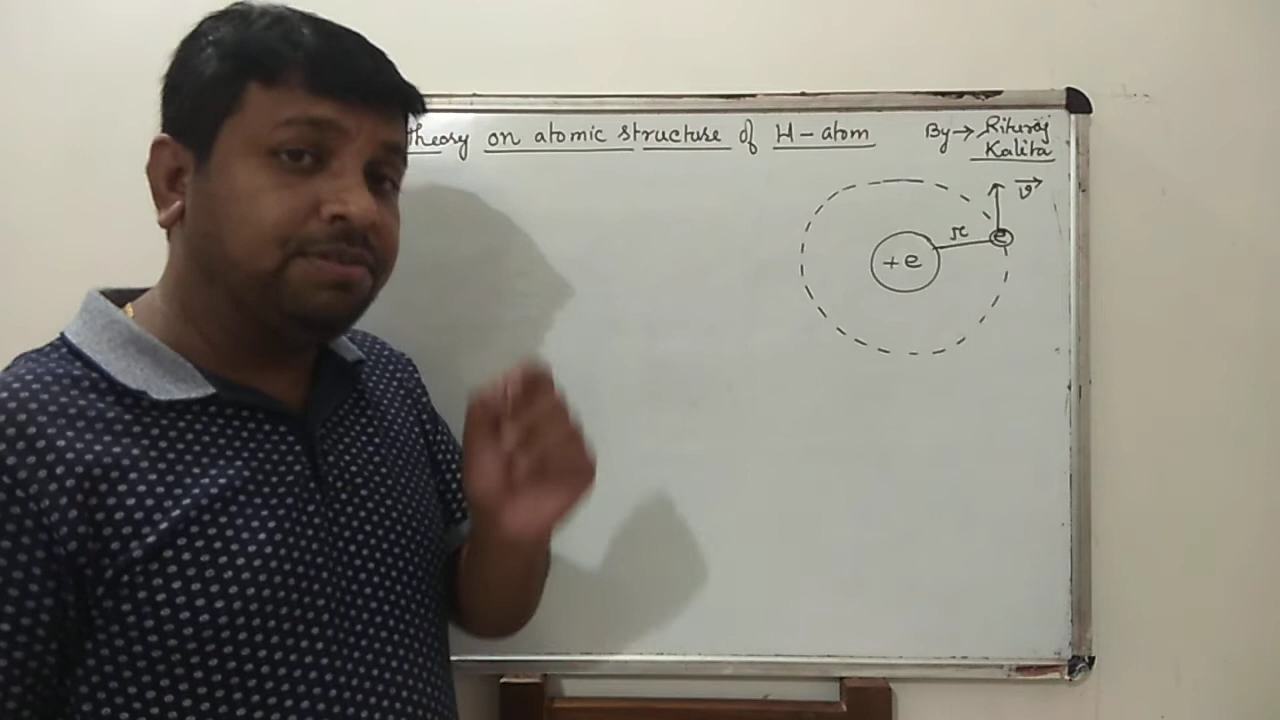 theory on atomic structure of H-atom
By → Rituraj
Kalita
v
r
e
+e